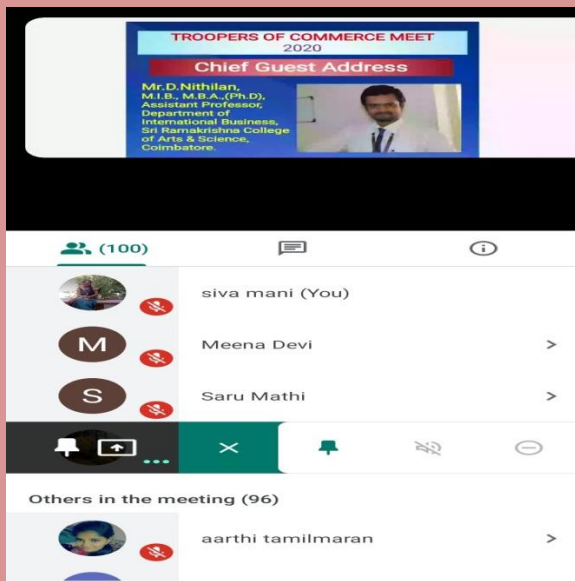 TROOPERS OF COMMERCE MEET
2020
Chief Guest Address
Mr.D.Nithilan,
M.I.B., M.B.A.,(Ph.D),
Assistant Professor,
Department of
International Business,
Sri Ramakrishna College
of Arts & Science,
Coimbatore.
(100)
siva mani (You)
M
Meena Devi
S
Saru Mathi
Others in the meeting (96)
aarthi tamilmaran